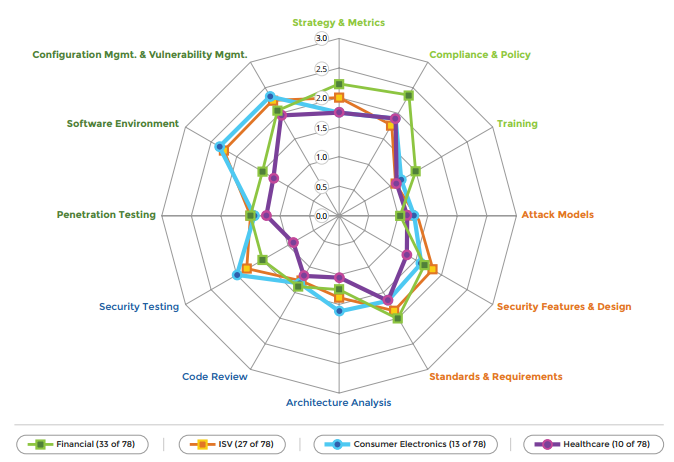 Strategy & Metrics
3.0
Configuration Mgmt. & Vulnerability Mgmt.
Compliance & Policy
2.5
2.0
Software Environment
Training
1.5
1.0
0.5
Penetration Testing
0.0
Attack Models
Security Testing
Security Features & Design
Code Review
Standards & Requirements
Architecture Analysis
Financial (33 of 78)
ISV (27 of 78)
Consumer Electronics (13 of 78)
Healthcare (10 of 78)